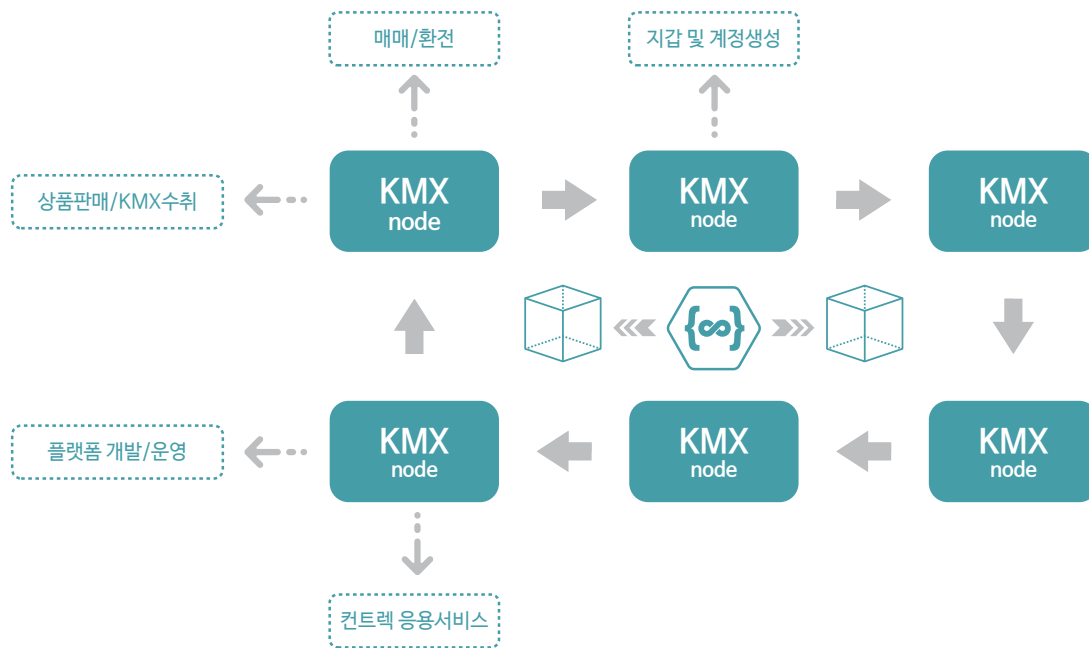 매매/환전
지갑 및 계정생성
상품판매/KMX수취
KMX
node
KMX
node
KMX
node
{∞}
플랫폼 개발/운영
KMX
node
KMX
node
KMX
node
컨트렉 응용서비스